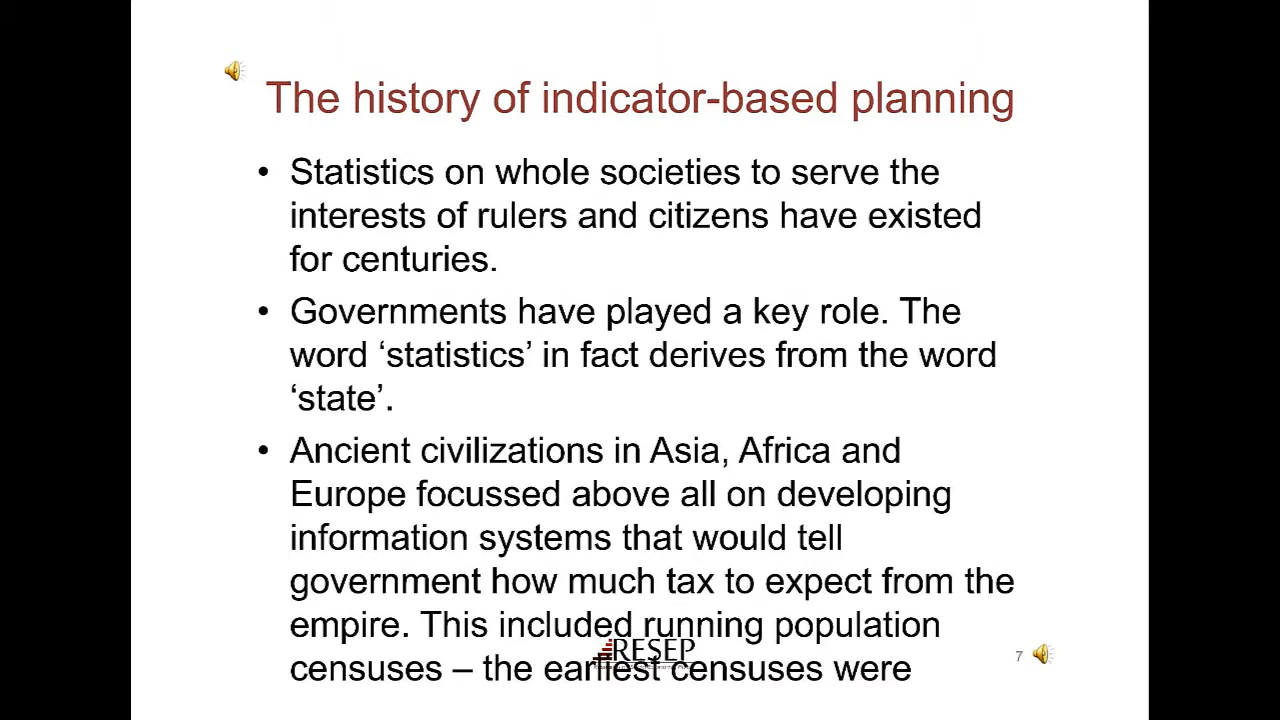 The history of indicator-based planning
• Statistics on whole societies to serve the
interests of rulers and citizens have existed
for centuries.
• Governments have played a key role. The
word ‘statistics’ in fact derives from the word
‘state’.
• Ancient civilizations in Asia, Africa and
Europe focussed above all on developing
information systems that would tell
government how much tax to expect from the
empire. This included running population
RESEP
7
censuses – the earliest censuses were